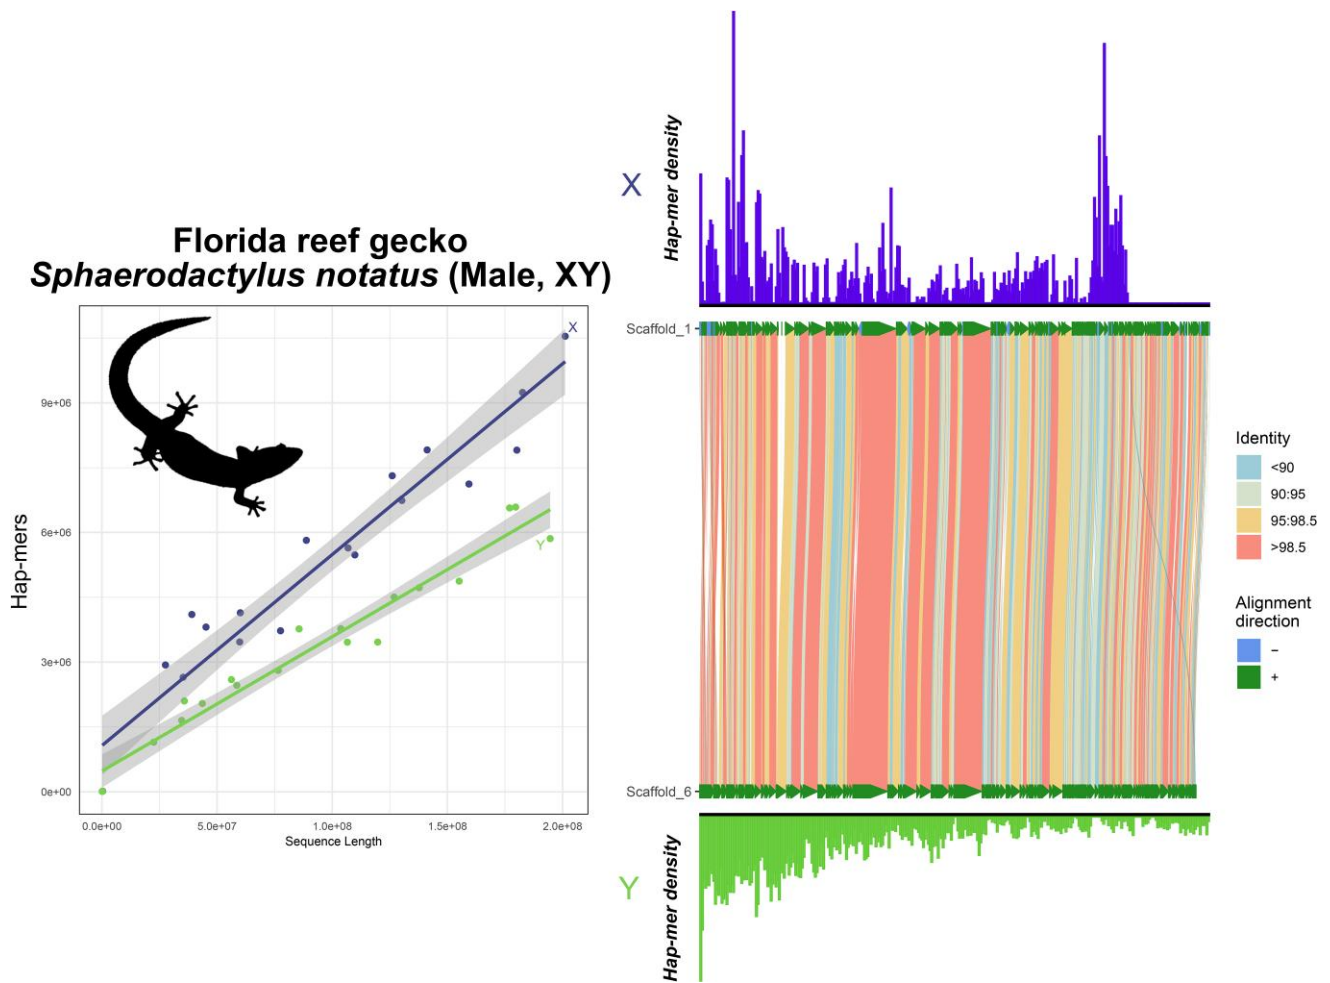 Florida reef gecko
Sphaerodactylus notatus (Male, XY)
Hap-mers
9e+06
6e+06
3e+06
0e+00
X
Y
0.0e+00
5.0e+07
1.0e+08
1.5e+08
2.0e+08
Sequence Length
X
Hap-mer density
Scaffold_1
Scaffold_6
Y
Hap-mer density
Identity
<90
90:95
95:98.5
>98.5
Alignment
direction
−
+